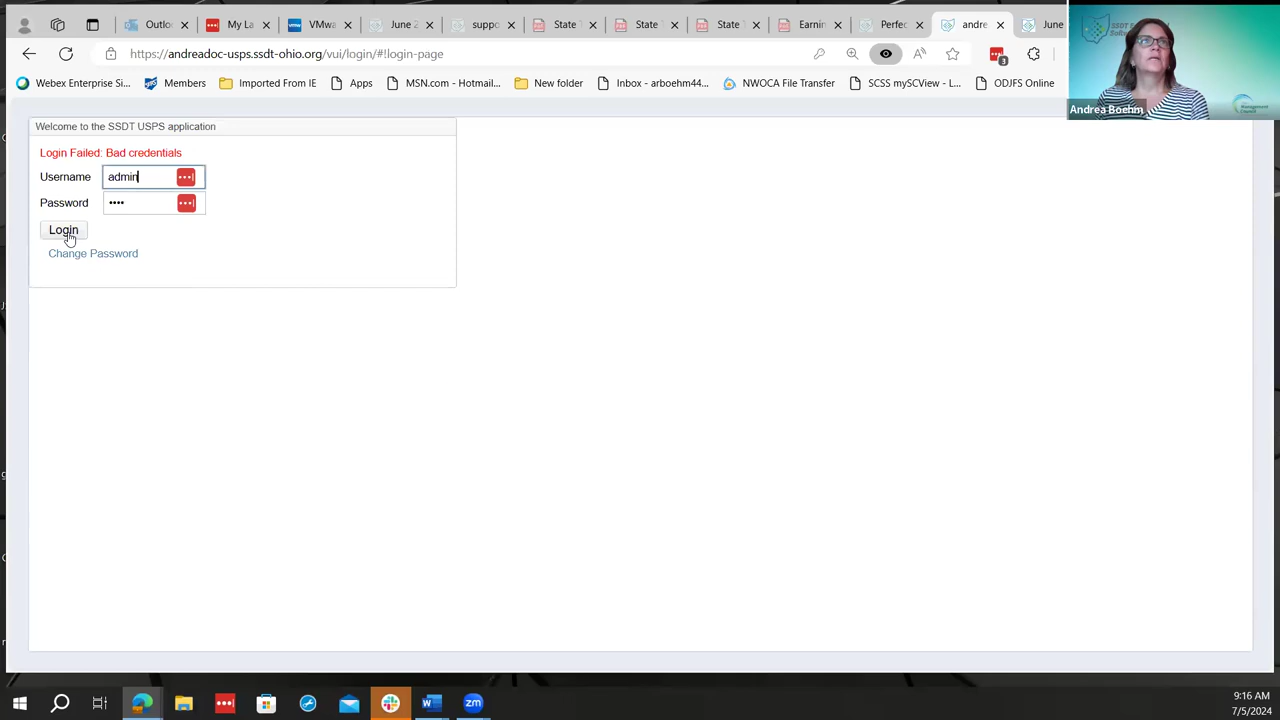 Outlo
My La
VMwa
June 2
suppo
State T
State T
State T
Earnin
Perfec
andre
June
https://andreadoc-usps.ssdt-ohio.org/vui/login/#!login-page
3
Webex Enterprise Si...
Members
Imported From IE
Apps
MSN.com - Hotmail...
New folder
Inbox - arboehm44...
NWOCA File Transfer
SCSS mySCView - L...
ODJFS Online
Andrea Boehm
Welcome to the SSDT USPS application
Login Failed: Bad credentials
Username admin
Password ••••
Login
Change Password
9:16 AM
7/5/2024